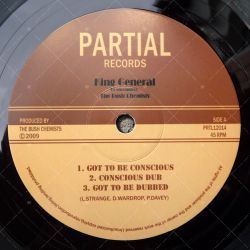 PARTIAL
RECORDS
King General
The Bush Chemists
PRODUCED BY
THE BUSH CHEMISTS
©2009
SIDE A
PRTL12014
45 RPM
1. GOT TO BE CONSCIOUS
2. CONSCIOUS DUB
3. GOT TO BE DUBBED
(L.STRANGE. D.WARDROP, P.DAVEY)